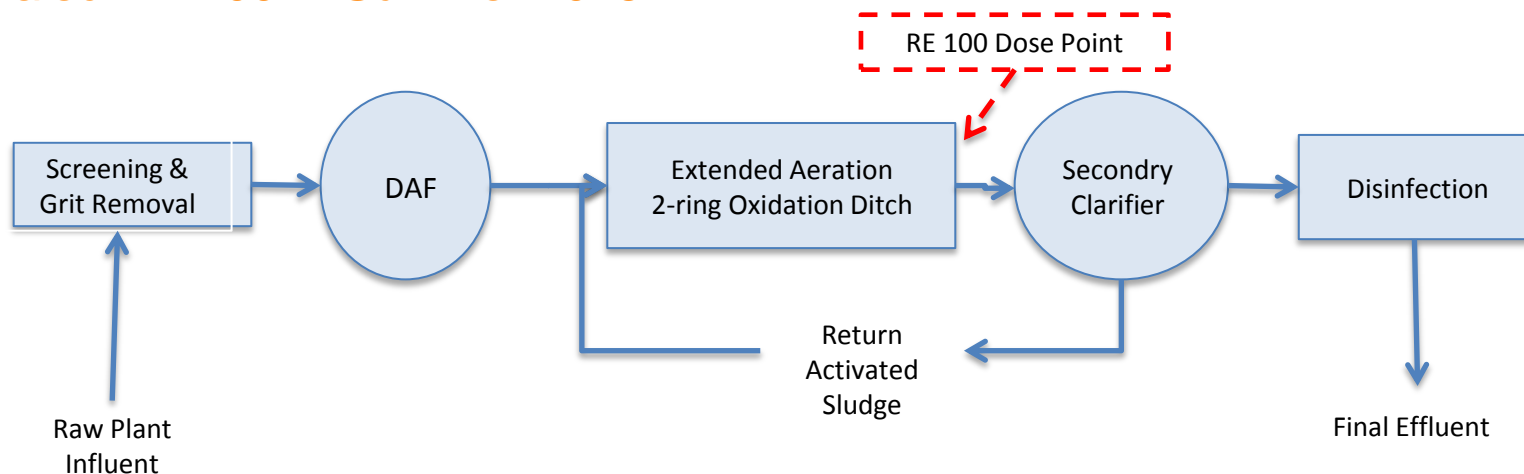 RE 100 Dose Point
Screening &
Grit Removal
DAF
Extended Aeration
2-ring Oxidation Ditch
Secondry
Clarifier
Disinfection
Return
Activated
Sludge
Raw Plant
Influent
Final Effluent